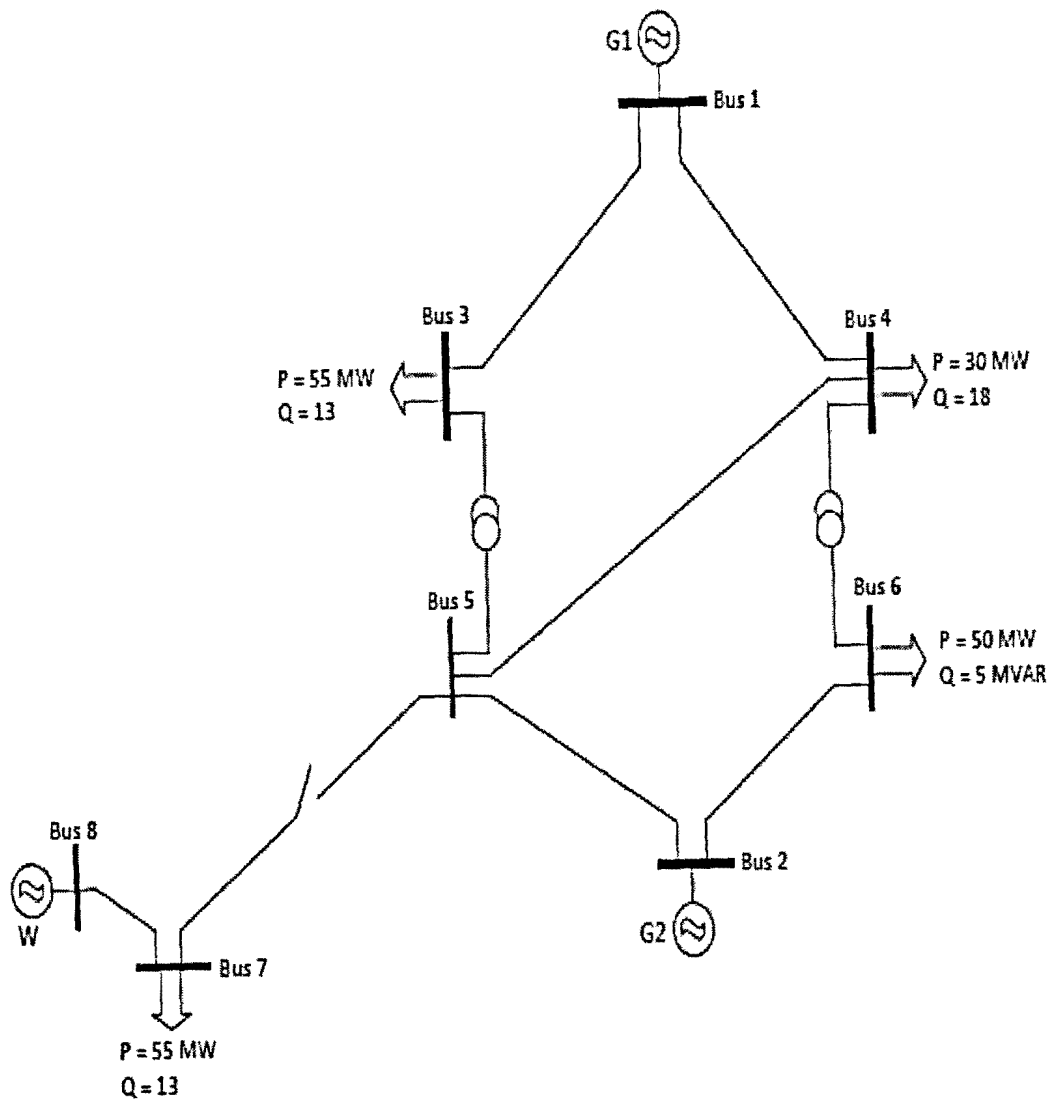 G1
Bus 1
Bus 3
Bus 4
P = 55 MW
Q = 13
P = 30 MW
Q = 18
Bus 5
Bus 6
P = 50 MW
Q = 5 MVAR
Bus 8
W
Bus 2
G2
Bus 7
P = 55 MW
Q = 13